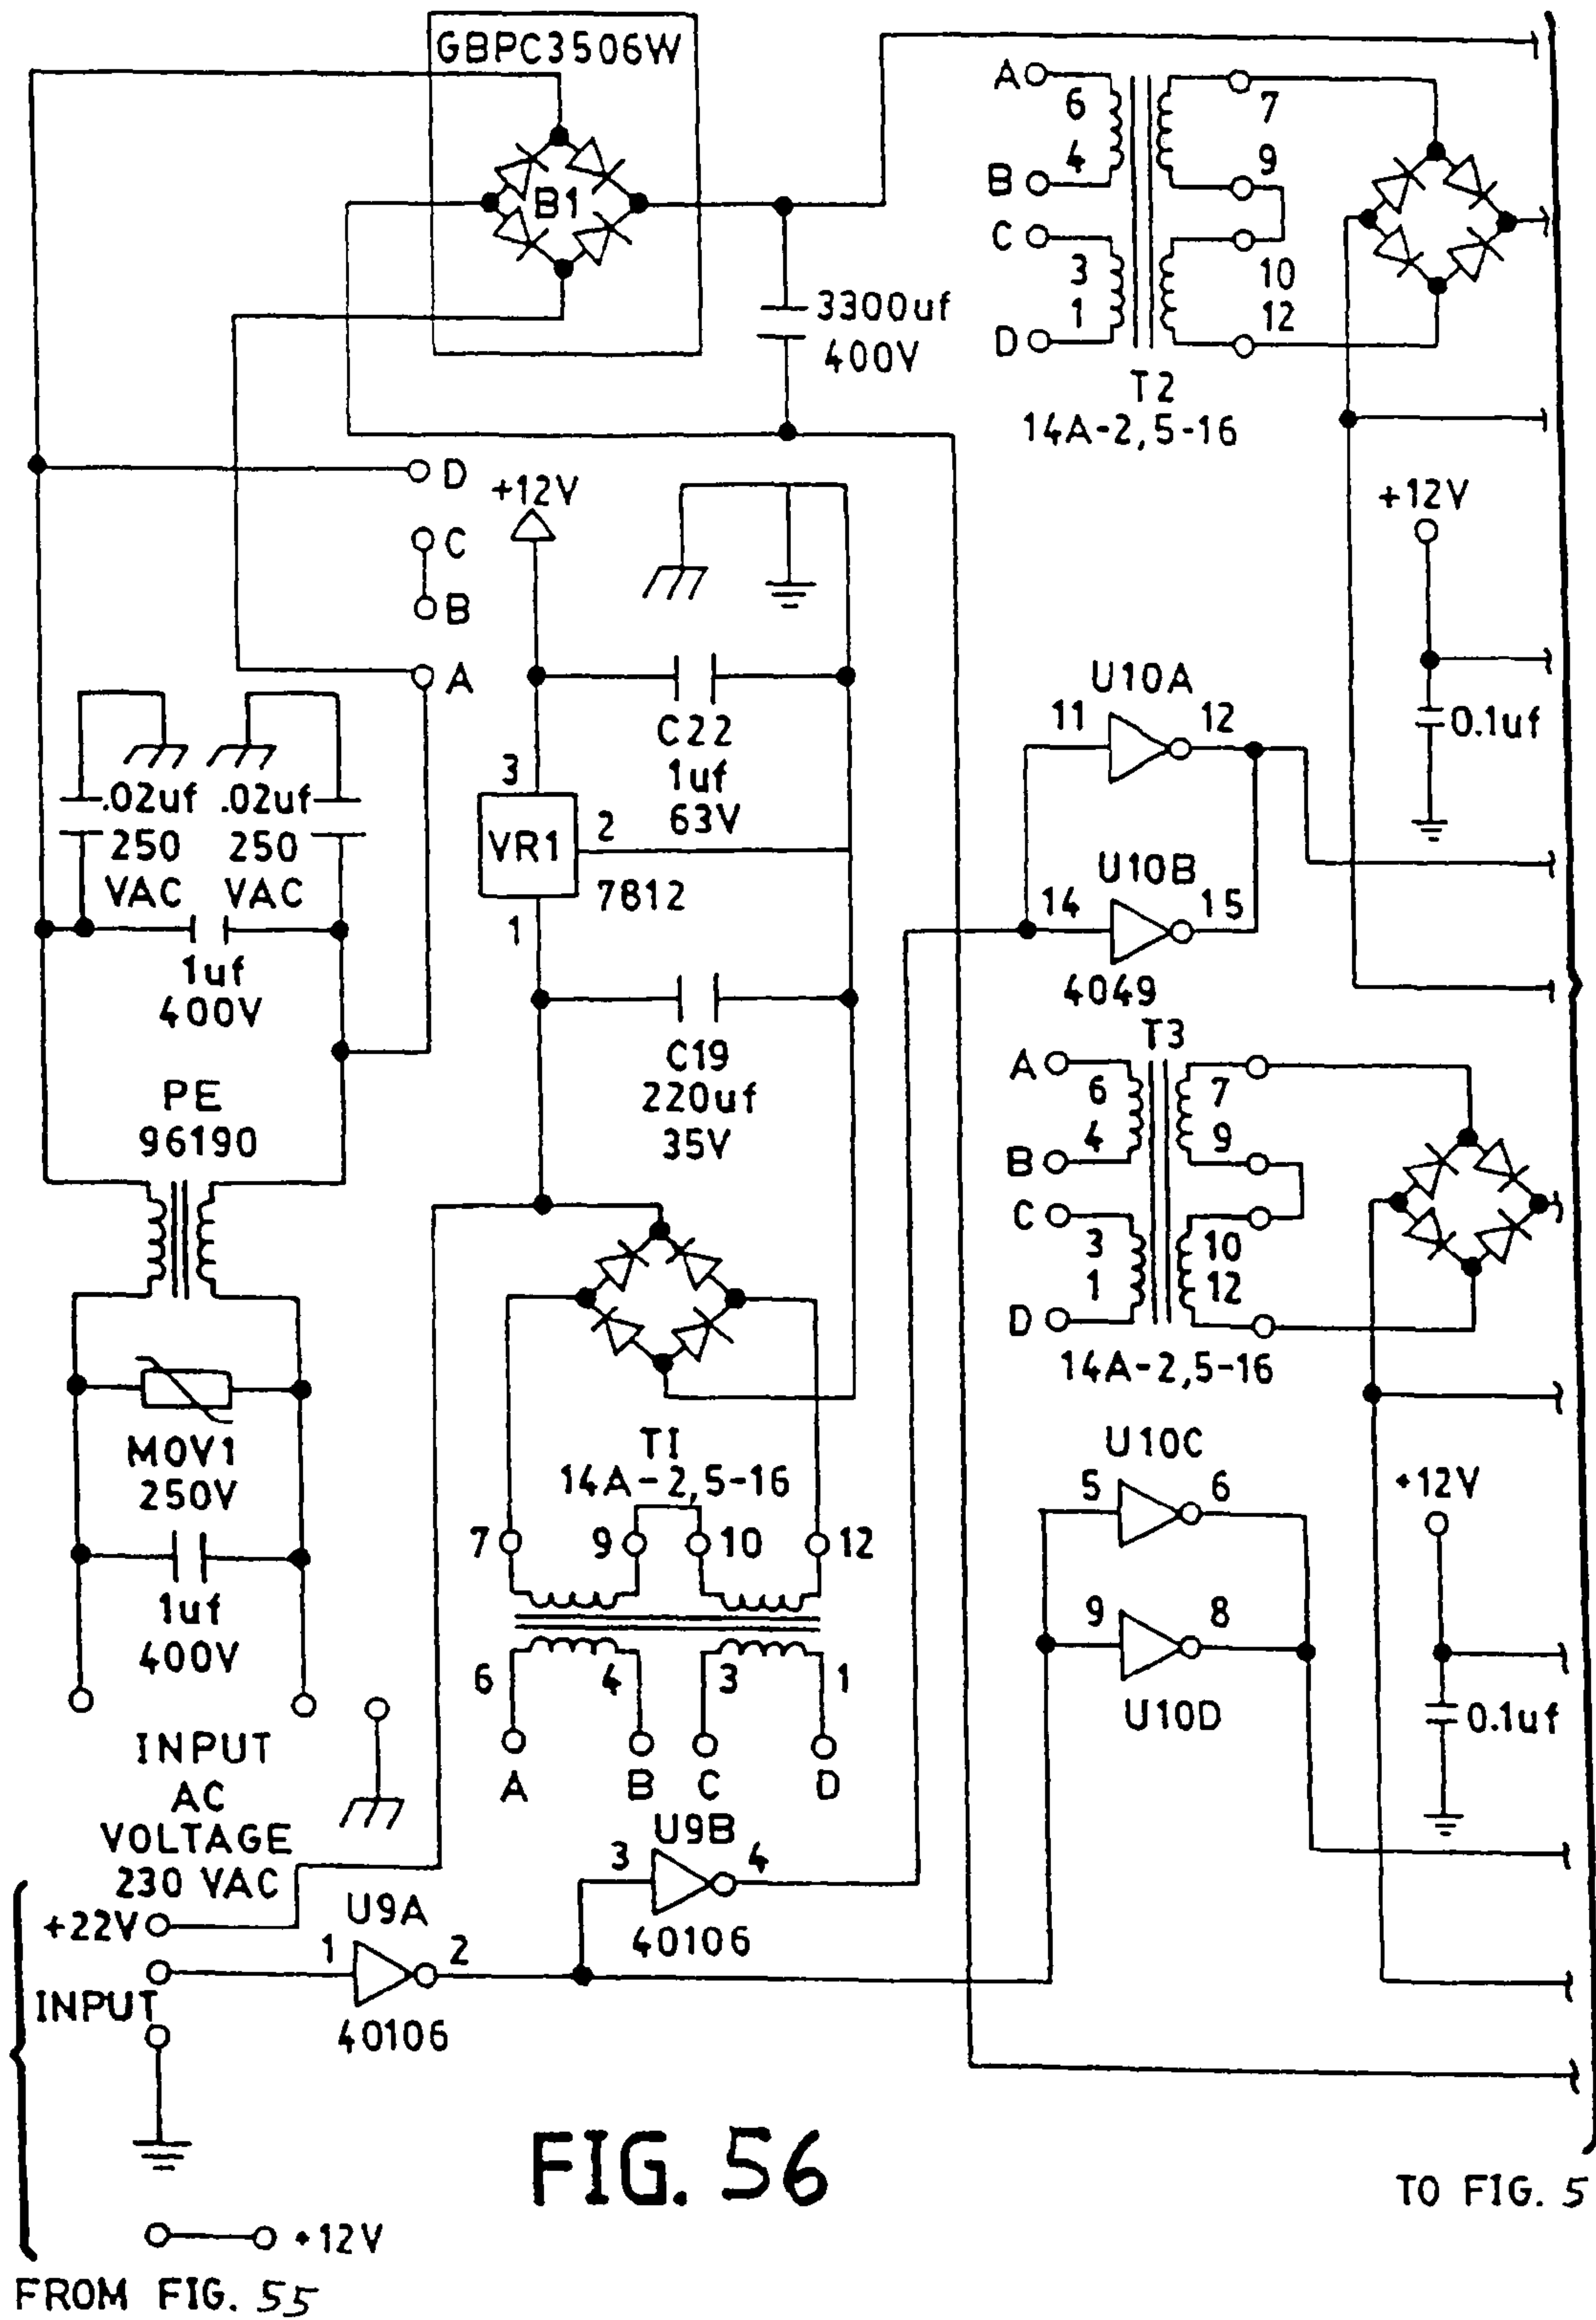 GBPC3506W
B1
3300uf
400V
A
6
4
B
C
3
1
D
7
9
10
12
T2
14A-2,5-16
D
C
B
A
+12V
+12V
0.1uf
C22
1uf
63V
3
VR1
2
7812
1
.02uf
250
VAC
.02uf
250
VAC
1uf
400V
C19
220uf
35V
PE
96190
U10A
11
12
U10B
14
15
4049
T3
A
6
4
B
C
3
1
D
7
9
10
12
14A-2,5-16
MOV1
250V
1uf
400V
T1
14A-2,5-16
7
9
10
12
6
4
3
1
A
B
C
D
U10C
5
6
9
8
U10D
+12V
0.1uf
INPUT
AC
VOLTAGE
230 VAC
U9B
3
4
40106
+22V
U9A
1
2
40106
INPUT
+12V
FROM FIG. 55
FIG. 56
TO FIG. 5